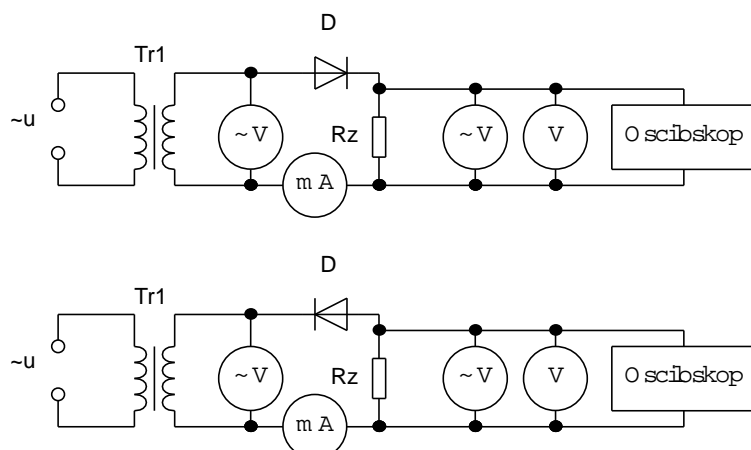 D
Tr1
~u
~V
Rz
~V
V
Oscibskop
mA
D
Tr1
~u
~V
Rz
~V
V
Oscibskop
mA